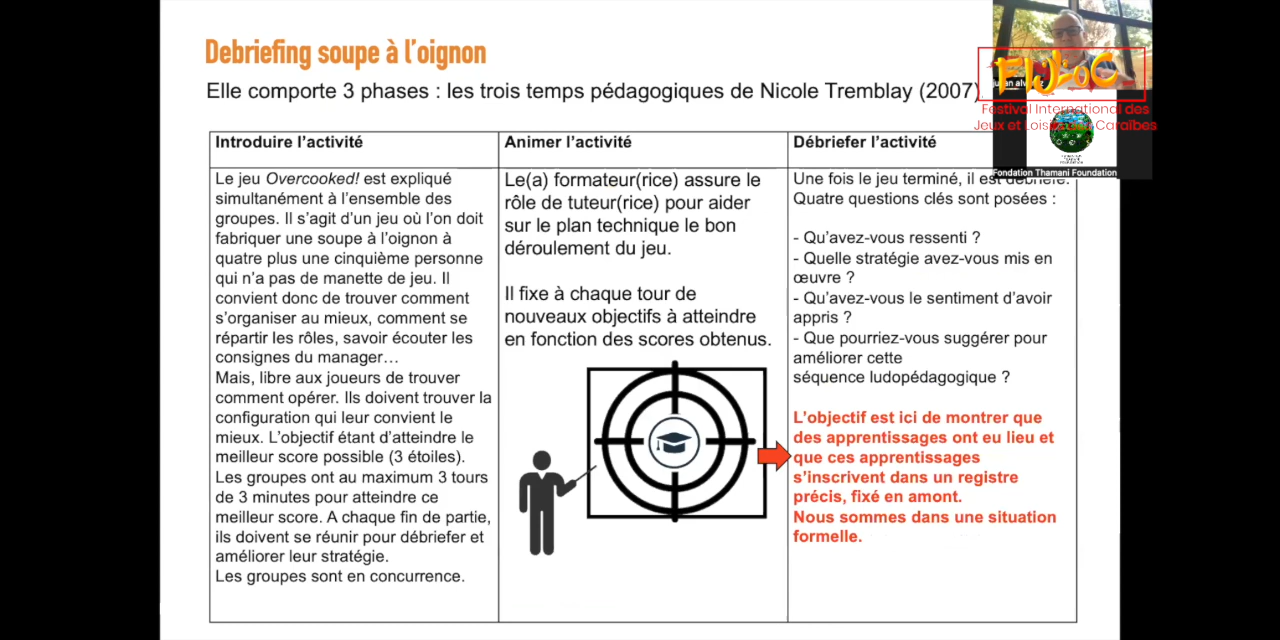 Debriefing soupe à l'oignon
Elle comporte 3 phases : les trois temps pédagogiques de Nicole Tremblay (2007)
Introduire l'activité
Le jeu Overcooked! est expliqué
simultanément à l'ensemble des
groupes. Il s'agit d'un jeu où l'on doit
fabriquer une soupe à l'oignon à
quatre plus une cinquième personne
qui n'a pas de manette de jeu. Il
convient donc de trouver comment
s'organiser au mieux, comment se
répartir les rôles, savoir écouter les
consignes du manager…
Mais, libre aux joueurs de trouver
comment opérer. Ils doivent trouver la
configuration qui leur convient le
mieux. L'objectif étant d'atteindre le
meilleur score possible (3 étoiles).
Les groupes ont au maximum 3 tours
de 3 minutes pour atteindre ce
meilleur score. A chaque fin de partie,
ils doivent se réunir pour débriefer et
améliorer leur stratégie.
Les groupes sont en concurrence.
Animer l'activité
Le(a) formateur(rice) assure le
rôle de tuteur(rice) pour aider
sur le plan technique le bon
déroulement du jeu.
Il fixe à chaque tour de
nouveaux objectifs à atteindre
en fonction des scores obtenus.
Débriefer l'activité
Une fois le jeu terminé, il est débriefé.
Quatre questions clés sont posées :
- Qu'avez-vous ressenti ?
- Quelle stratégie avez-vous mis en
œuvre ?
- Qu'avez-vous le sentiment d'avoir
appris ?
- Que pourriez-vous suggérer pour
améliorer cette
séquence ludopédagogique ?
L'objectif est ici de montrer que
des apprentissages ont eu lieu et
que ces apprentissages
s'inscrivent dans un registre
précis, fixé en amont.
Nous sommes dans une situation
formelle.
Festival International des
Jeux et Loisirs des Caraïbes
Fondation Thamani Foundation